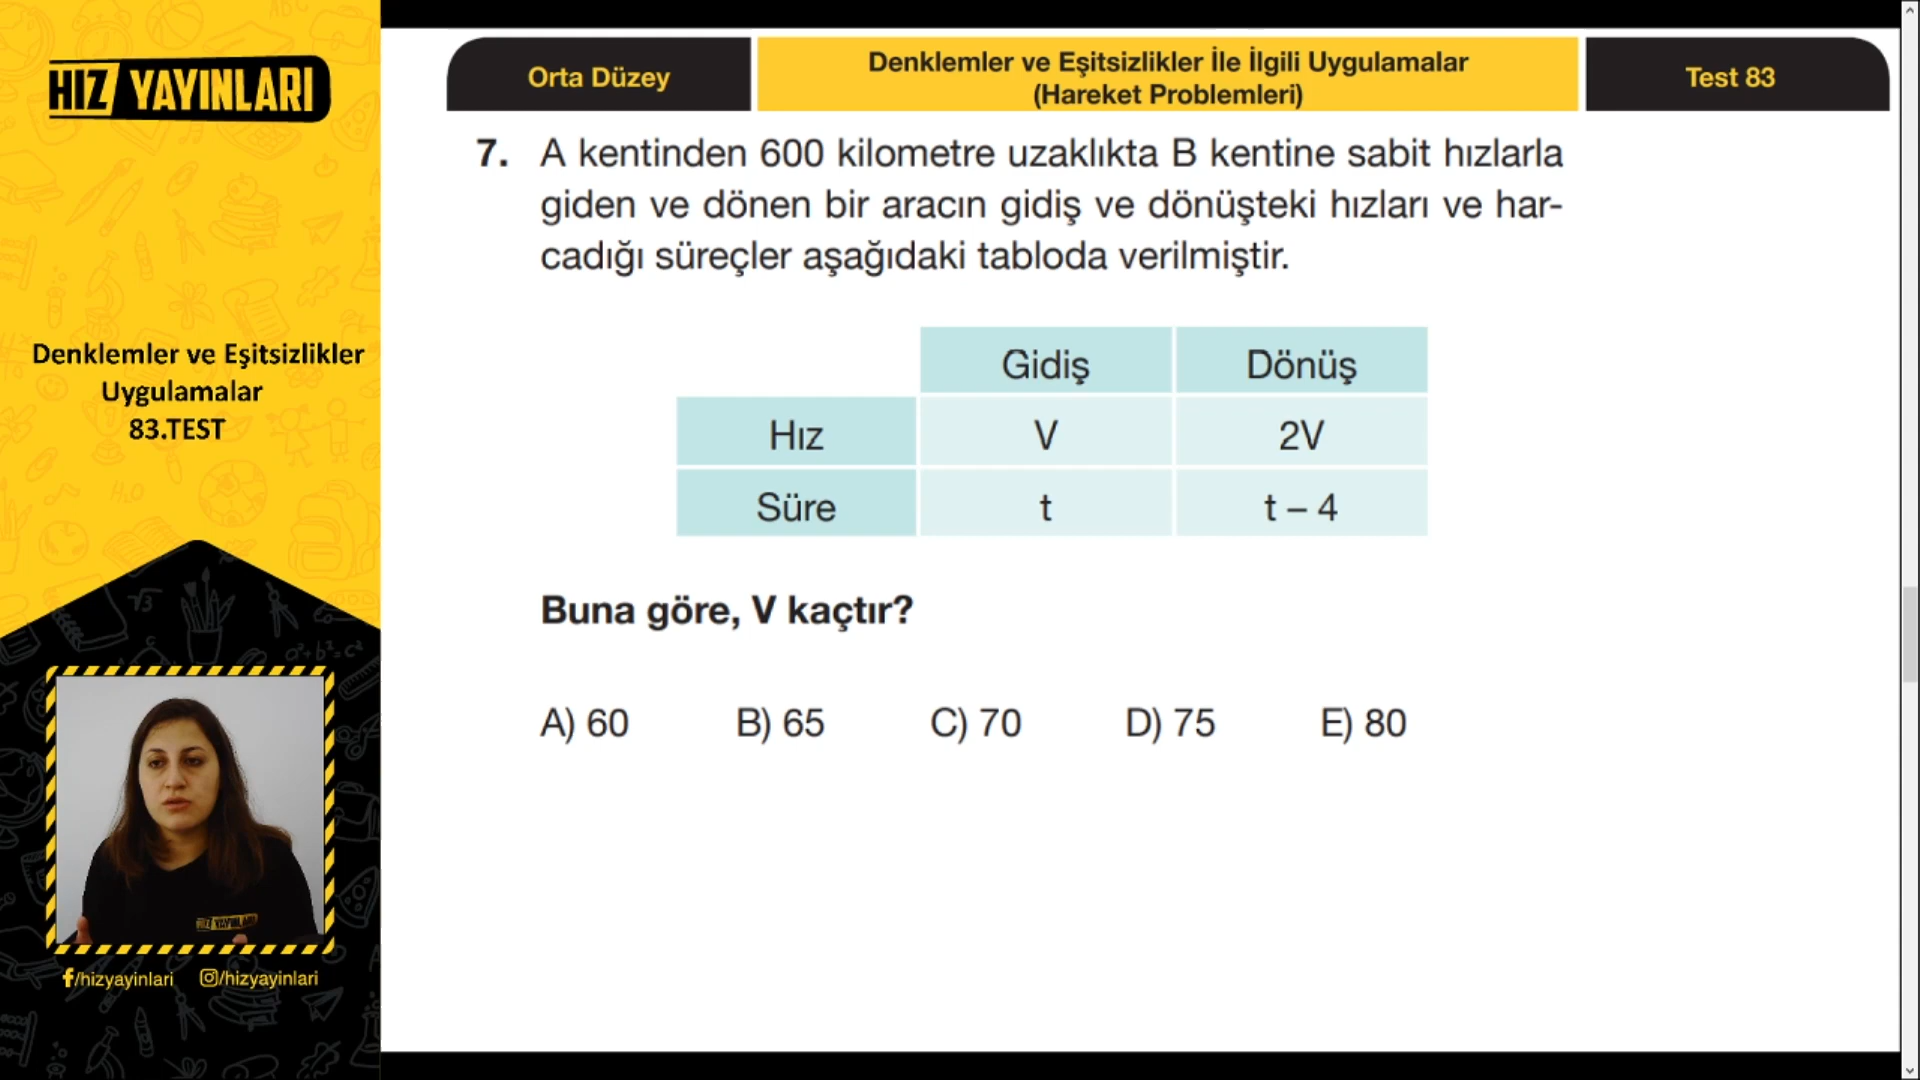 HIZ YAYINLARI
Denklemler ve Eşitsizlikler
Uygulamalar
83.TEST
f/hizyayinlari /hizyayinlari
Orta Düzey
Denklemler ve Eşitsizlikler İle İlgili Uygulamalar
(Hareket Problemleri)
Test 83
7. A kentinden 600 kilometre uzaklıkta B kentine sabit hızlarla
giden ve dönen bir aracın gidiş ve dönüşteki hızları ve har-
cadığı süreçler aşağıdaki tabloda verilmiştir.
Gidiş Dönüş
Hız V 2V
Süre t t – 4
Buna göre, V kaçtır?
A) 60 B) 65 C) 70 D) 75 E) 80